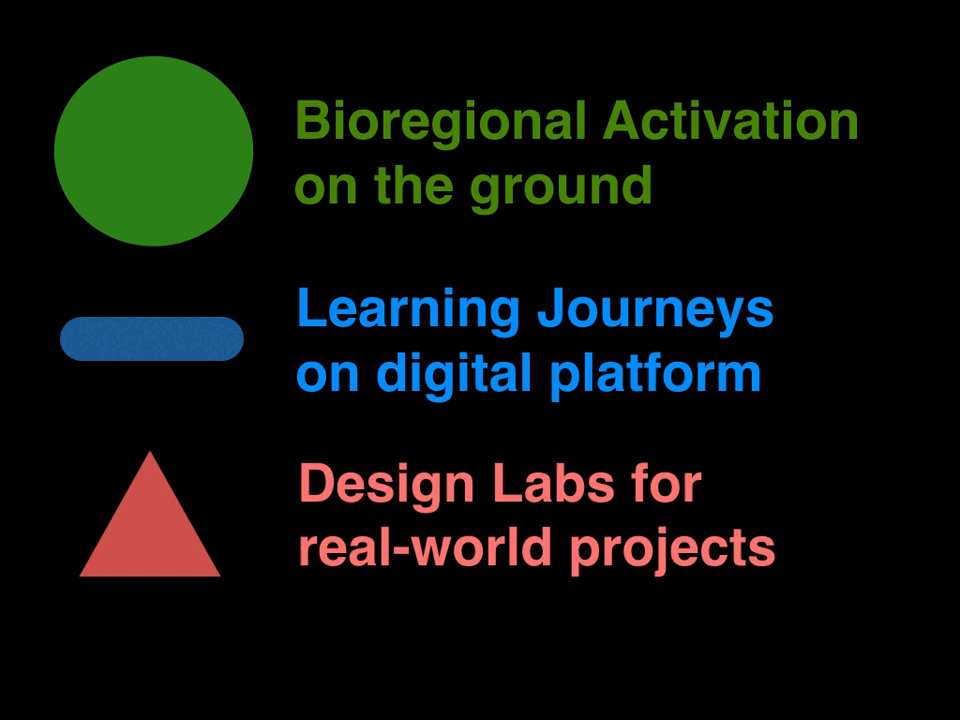 Bioregional Activation
on the ground
Learning Journeys
on digital platform
Design Labs for
real-world projects